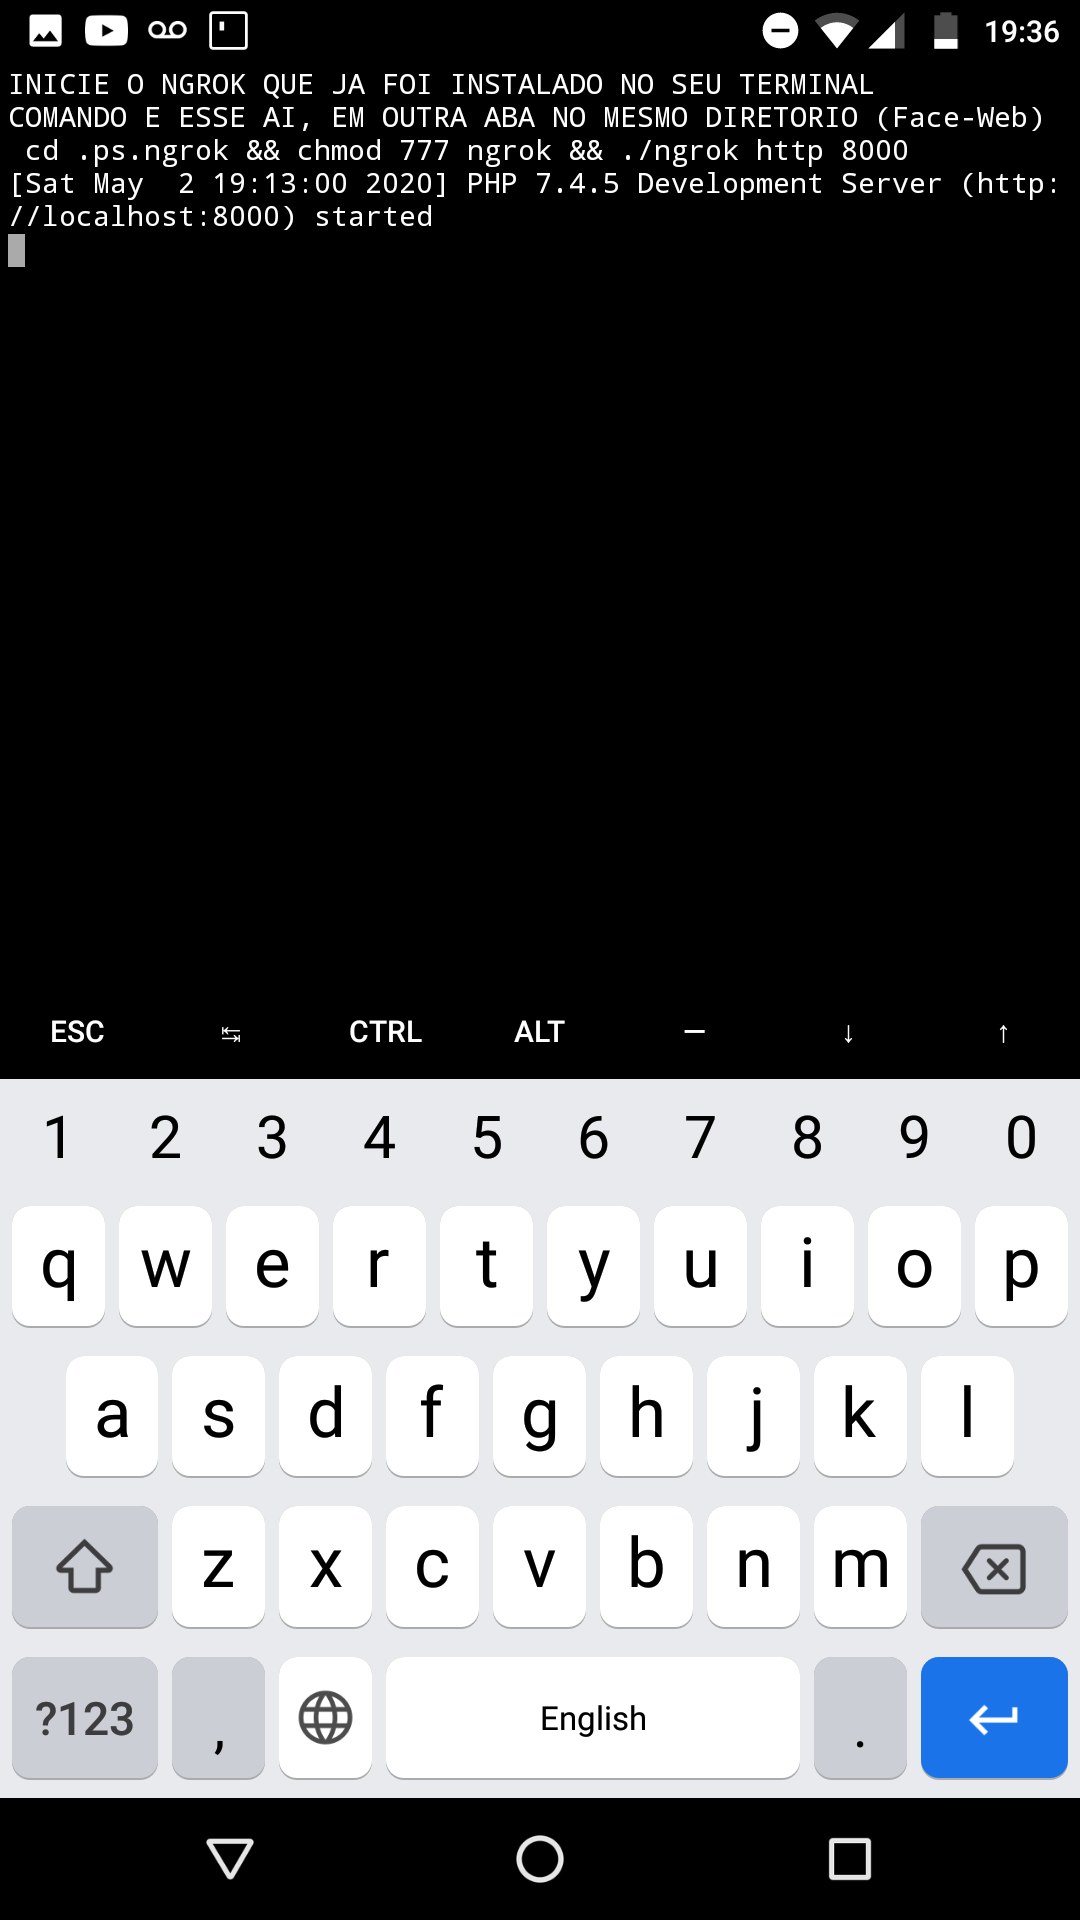 19:36
INICIE O NGROK QUE JA FOI INSTALADO NO SEU TERMINAL
COMANDO E ESSE AI, EM OUTRA ABA NO MESMO DIRETORIO (Face-Web)
cd .ps.ngrok && chmod 777 ngrok && ./ngrok http 8000
[Sat May  2 19:13:00 2020] PHP 7.4.5 Development Server (http:
//localhost:8000) started
ESC ↹ CTRL ALT — ↓ ↑
1 2 3 4 5 6 7 8 9 0
q w e r t y u i o p
a s d f g h j k l
z x c v b n m
?123 , English .